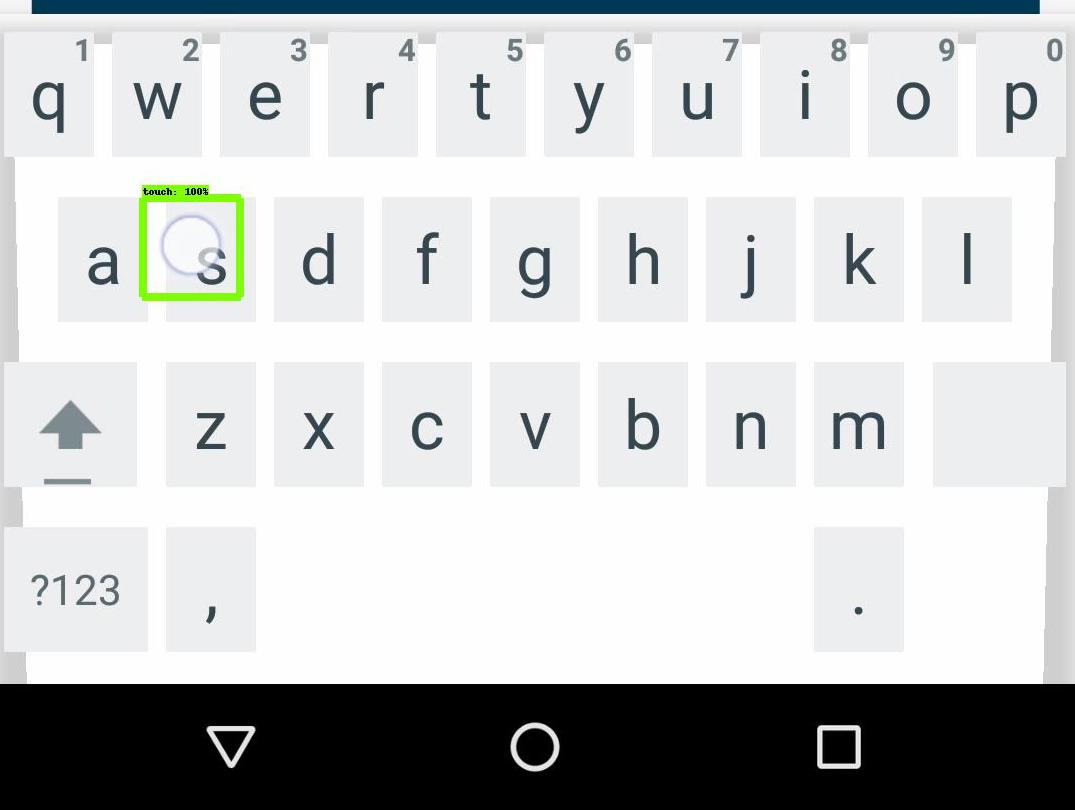 1 2 3 4 5 6 7 8 9 0
q w e r t y u i o p
touch: 100%
a s d f g h j k l
z x c v b n m
?123 , .